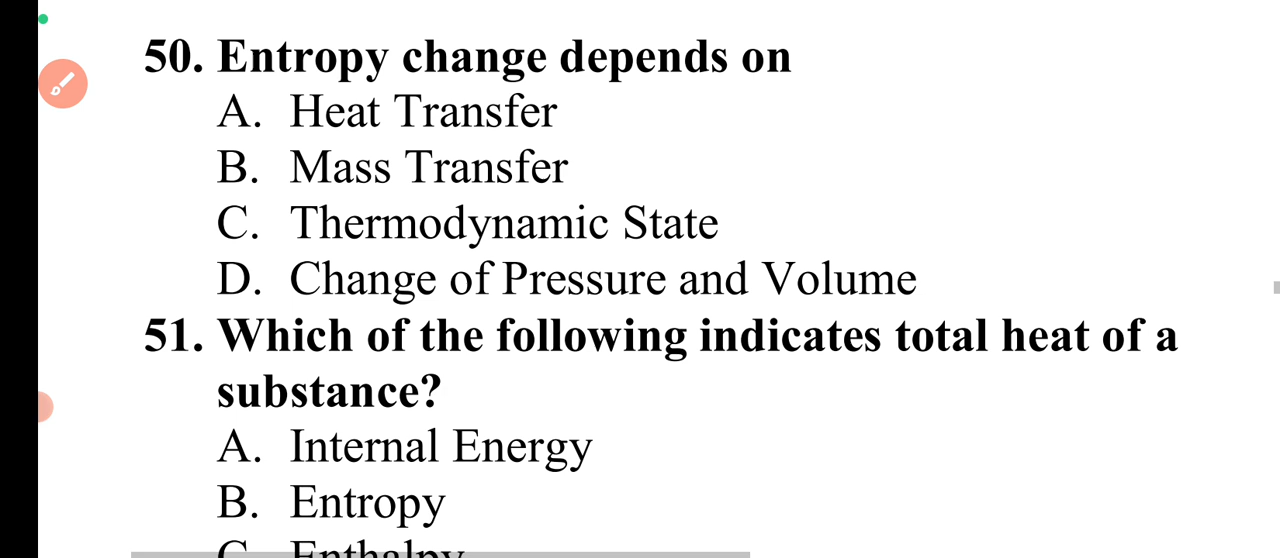 50. Entropy change depends on
A. Heat Transfer
B. Mass Transfer
C. Thermodynamic State
D. Change of Pressure and Volume
51. Which of the following indicates total heat of a
substance?
A. Internal Energy
B. Entropy
C. Enthalpy